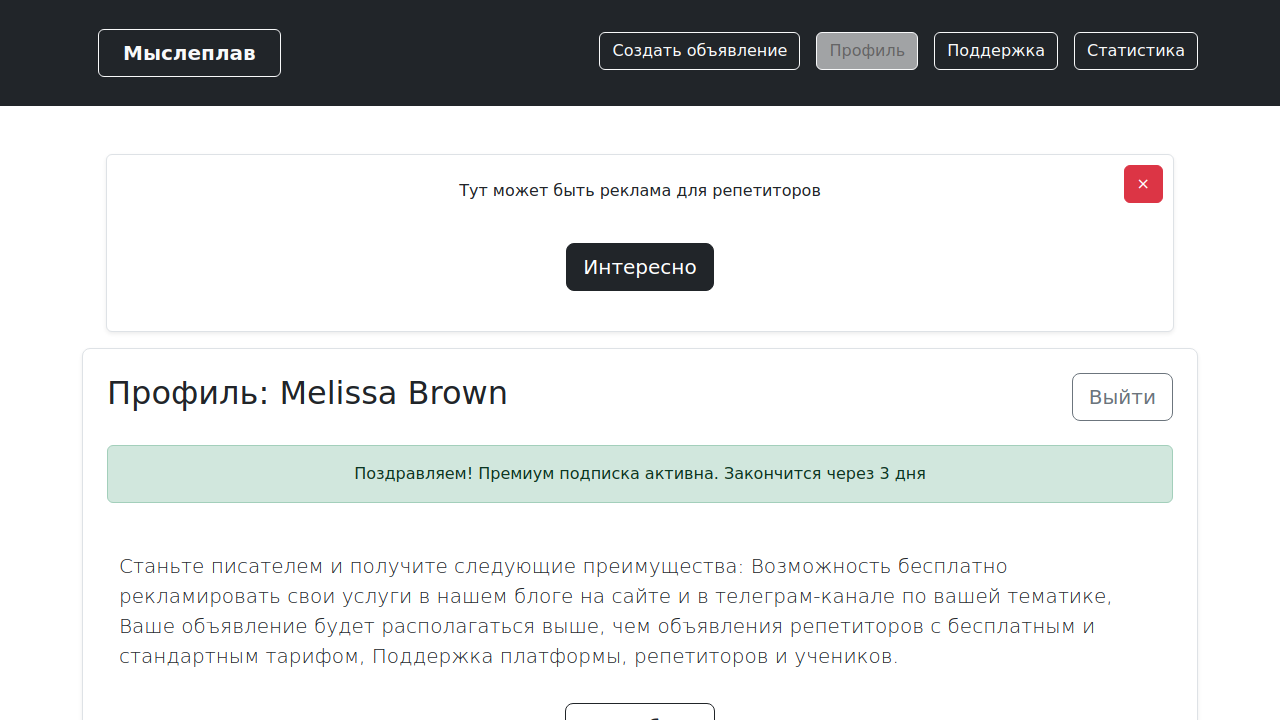 Мыслеплав
Создать объявление
Профиль
Поддержка
Статистика
Тут может быть реклама для репетиторов
×
Интересно
Профиль: Melissa Brown
Выйти
Поздравляем! Премиум подписка активна. Закончится через 3 дня
Станьте писателем и получите следующие преимущества: Возможность бесплатно
рекламировать свои услуги в нашем блоге на сайте и в телеграм-канале по вашей тематике,
Ваше объявление будет располагаться выше, чем объявления репетиторов с бесплатным и
стандартным тарифом, Поддержка платформы, репетиторов и учеников.